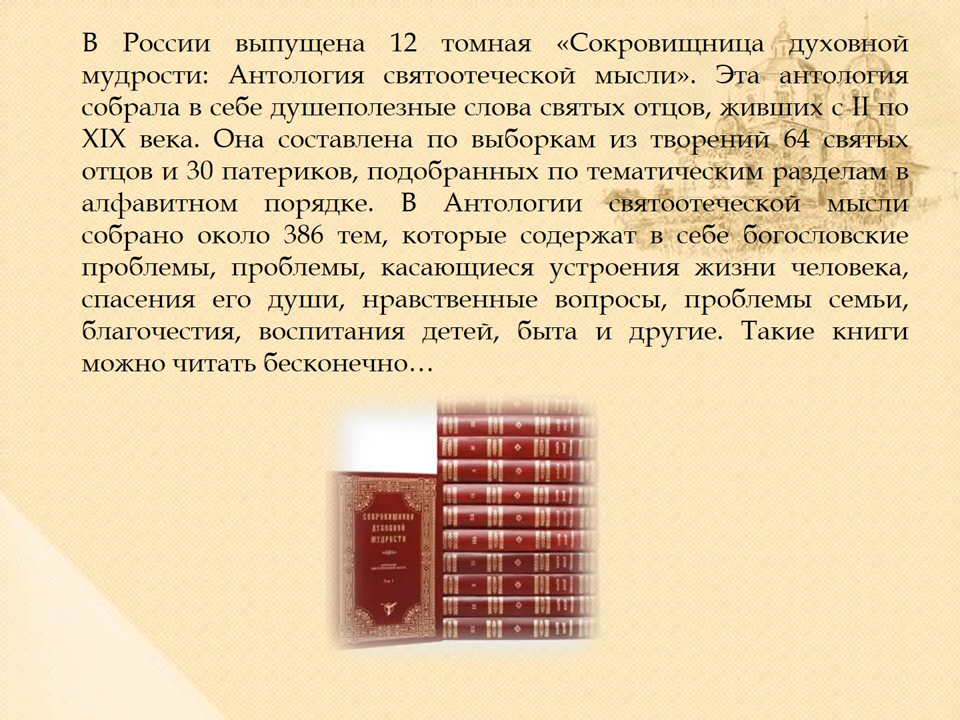 В России выпущена 12 томная «Сокровищница духовной
мудрости: Антология святоотеческой мысли». Эта антология
собрала в себе душеполезные слова святых отцов, живших с II по
XIX века. Она составлена по выборкам из творений 64 святых
отцов и 30 патериков, подобранных по тематическим разделам в
алфавитном порядке. В Антологии святоотеческой мысли
собрано около 386 тем, которые содержат в себе богословские
проблемы, проблемы, касающиеся устроения жизни человека,
спасения его души, нравственные вопросы, проблемы семьи,
благочестия, воспитания детей, быта и другие. Такие книги
можно читать бесконечно…
СОКРОВИЩНИЦА
ДУХОВНОЙ
МУДРОСТИ